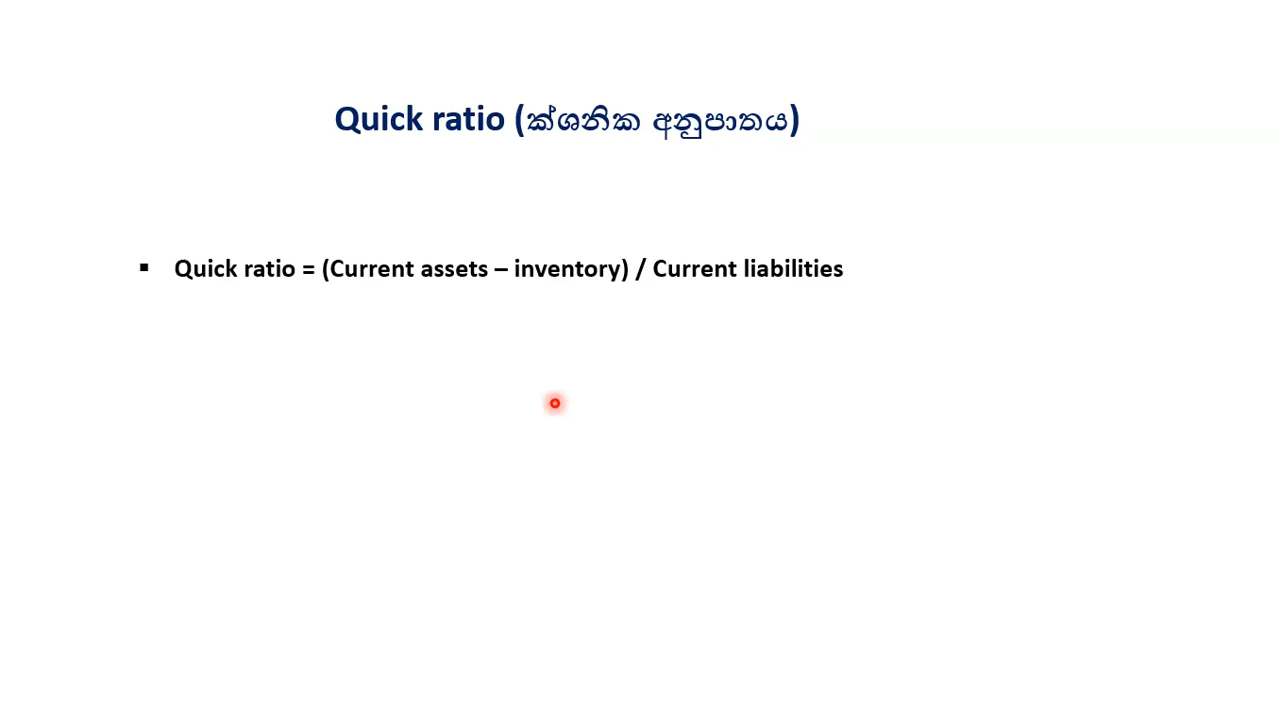 Quick ratio (ක්ශනික අනුපාතය)
▪ Quick ratio = (Current assets – inventory) / Current liabilities